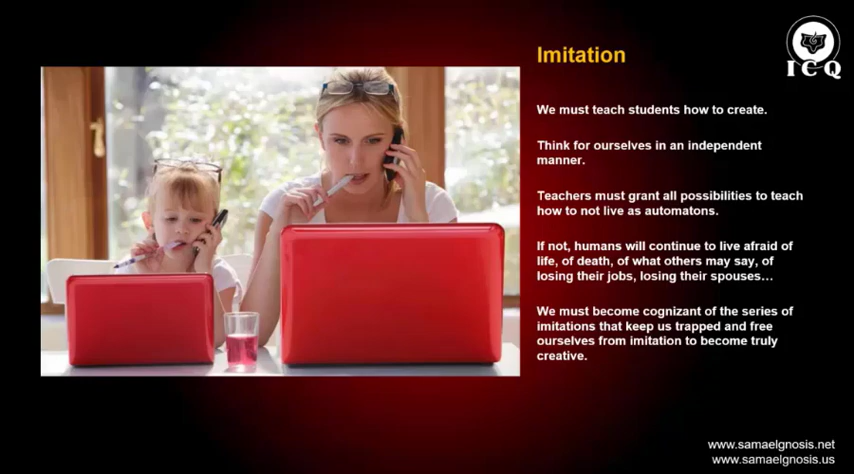 Imitation
I C Q
We must teach students how to create.
Think for ourselves in an independent
manner.
Teachers must grant all possibilities to teach
how to not live as automatons.
If not, humans will continue to live afraid of
life, of death, of what others may say, of
losing their jobs, losing their spouses…
We must become cognizant of the series of
imitations that keep us trapped and free
ourselves from imitation to become truly
creative.
www.samaelgnosis.net
www.samaelgnosis.us